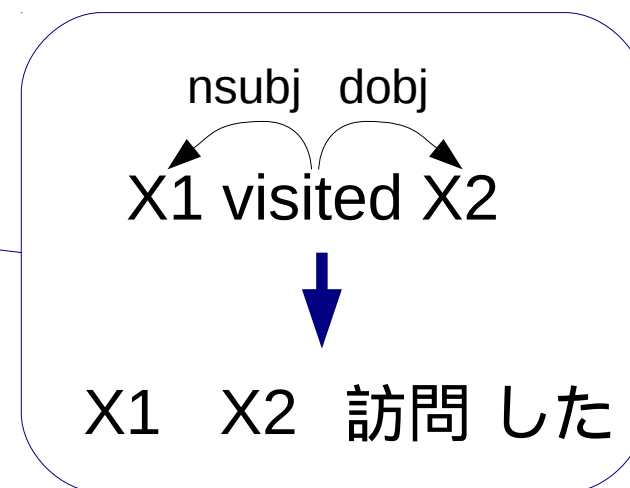 nsubj dobj
X1 visited X2
X1 X2 訪問 した